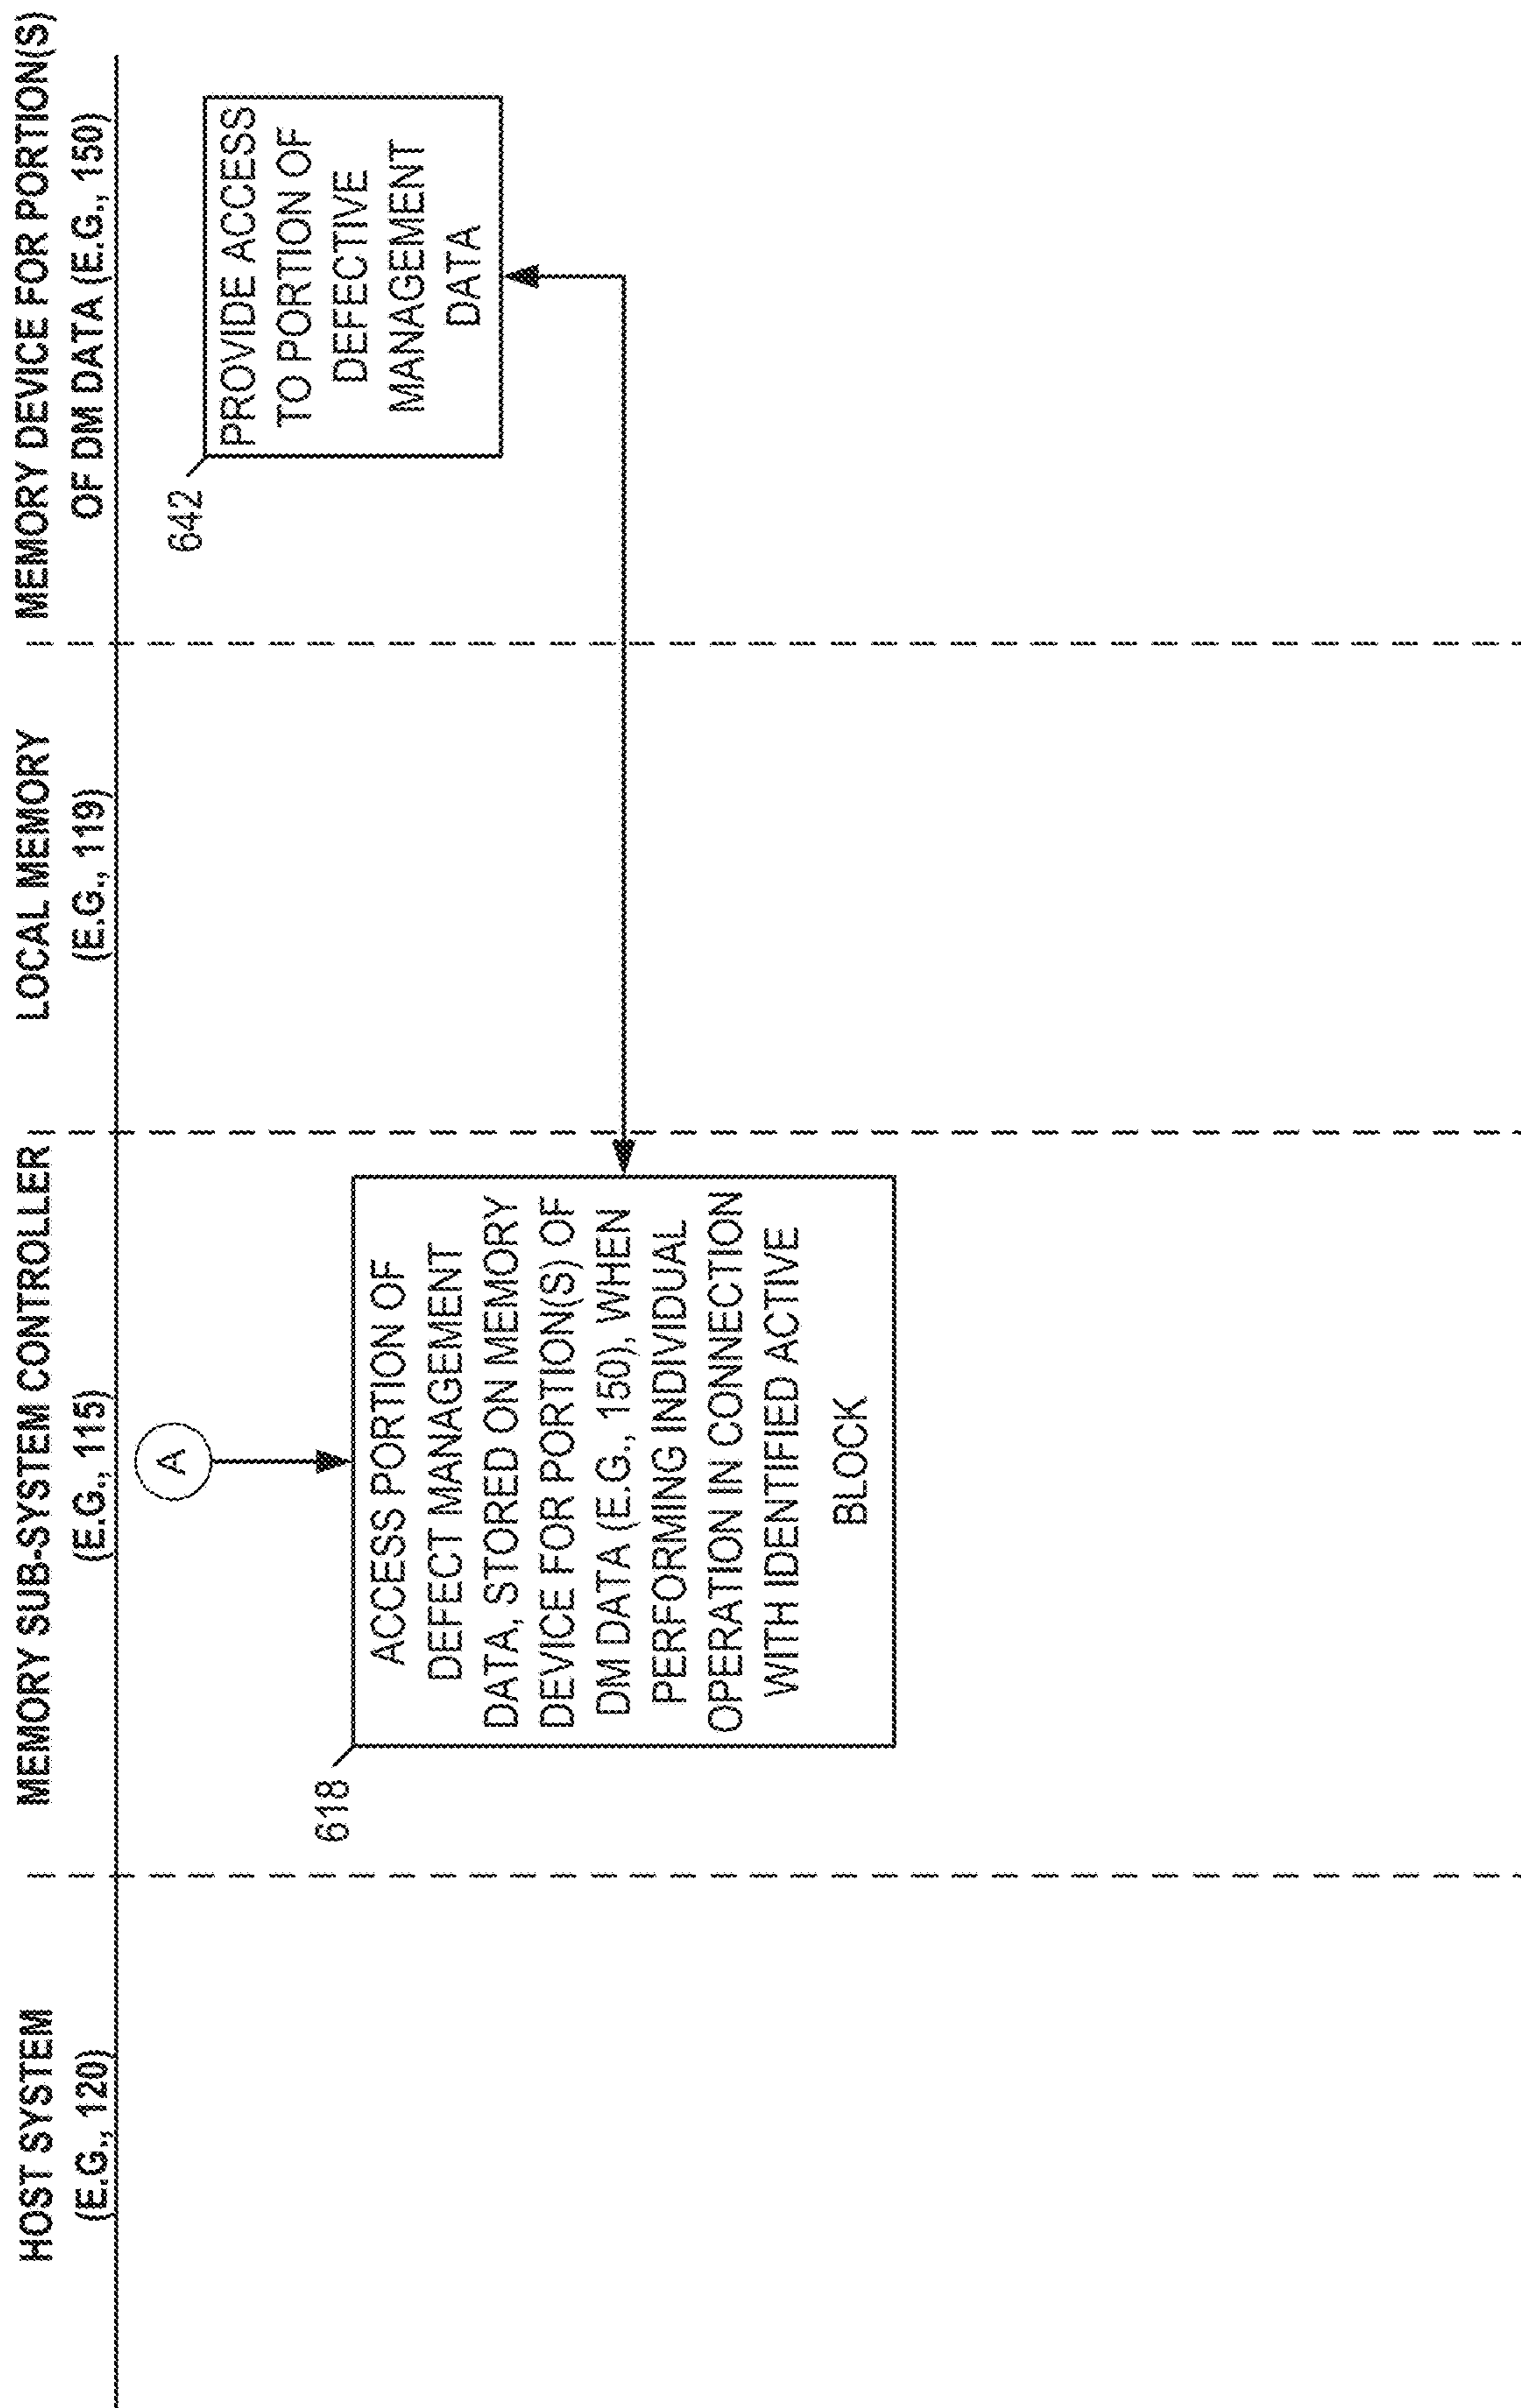 HOST SYSTEM
(E.G., 120)
MEMORY SUB-SYSTEM CONTROLLER
(E.G., 115)
LOCAL MEMORY
(E.G., 119)
MEMORY DEVICE FOR PORTION(S)
OF DM DATA (E.G., 150)
A
618
ACCESS PORTION OF
DEFECT MANAGEMENT
DATA, STORED ON MEMORY
DEVICE FOR PORTION(S) OF
DM DATA (E.G., 150), WHEN
PERFORMING INDIVIDUAL
OPERATION IN CONNECTION
WITH IDENTIFIED ACTIVE
BLOCK
642
PROVIDE ACCESS
TO PORTION OF
DEFECTIVE
MANAGEMENT
DATA